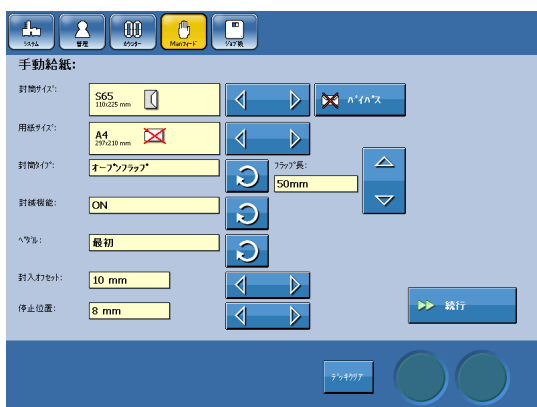 ｼｽﾃﾑ
管理
ｶｳﾝﾀｰ
Manﾌｨｰﾄﾞ
ｼﾞｮﾌﾞ設
手動給紙:
封筒ｻｲｽﾞ:
S65
110x225 mm
ﾊﾞｲﾊﾟｽ
用紙ｻｲｽﾞ:
A4
297x210 mm
封筒ﾀｲﾌﾟ:
ｵｰﾌﾟﾝﾌﾗｯﾌﾟ
ﾌﾗｯﾌﾟ長:
50mm
封緘機能:
ON
ﾍﾟﾀﾞﾙ:
最初
封入ｵﾌｾｯﾄ:
10 mm
停止位置:
8 mm
続行
ﾃﾞｯｷｸﾘｱ